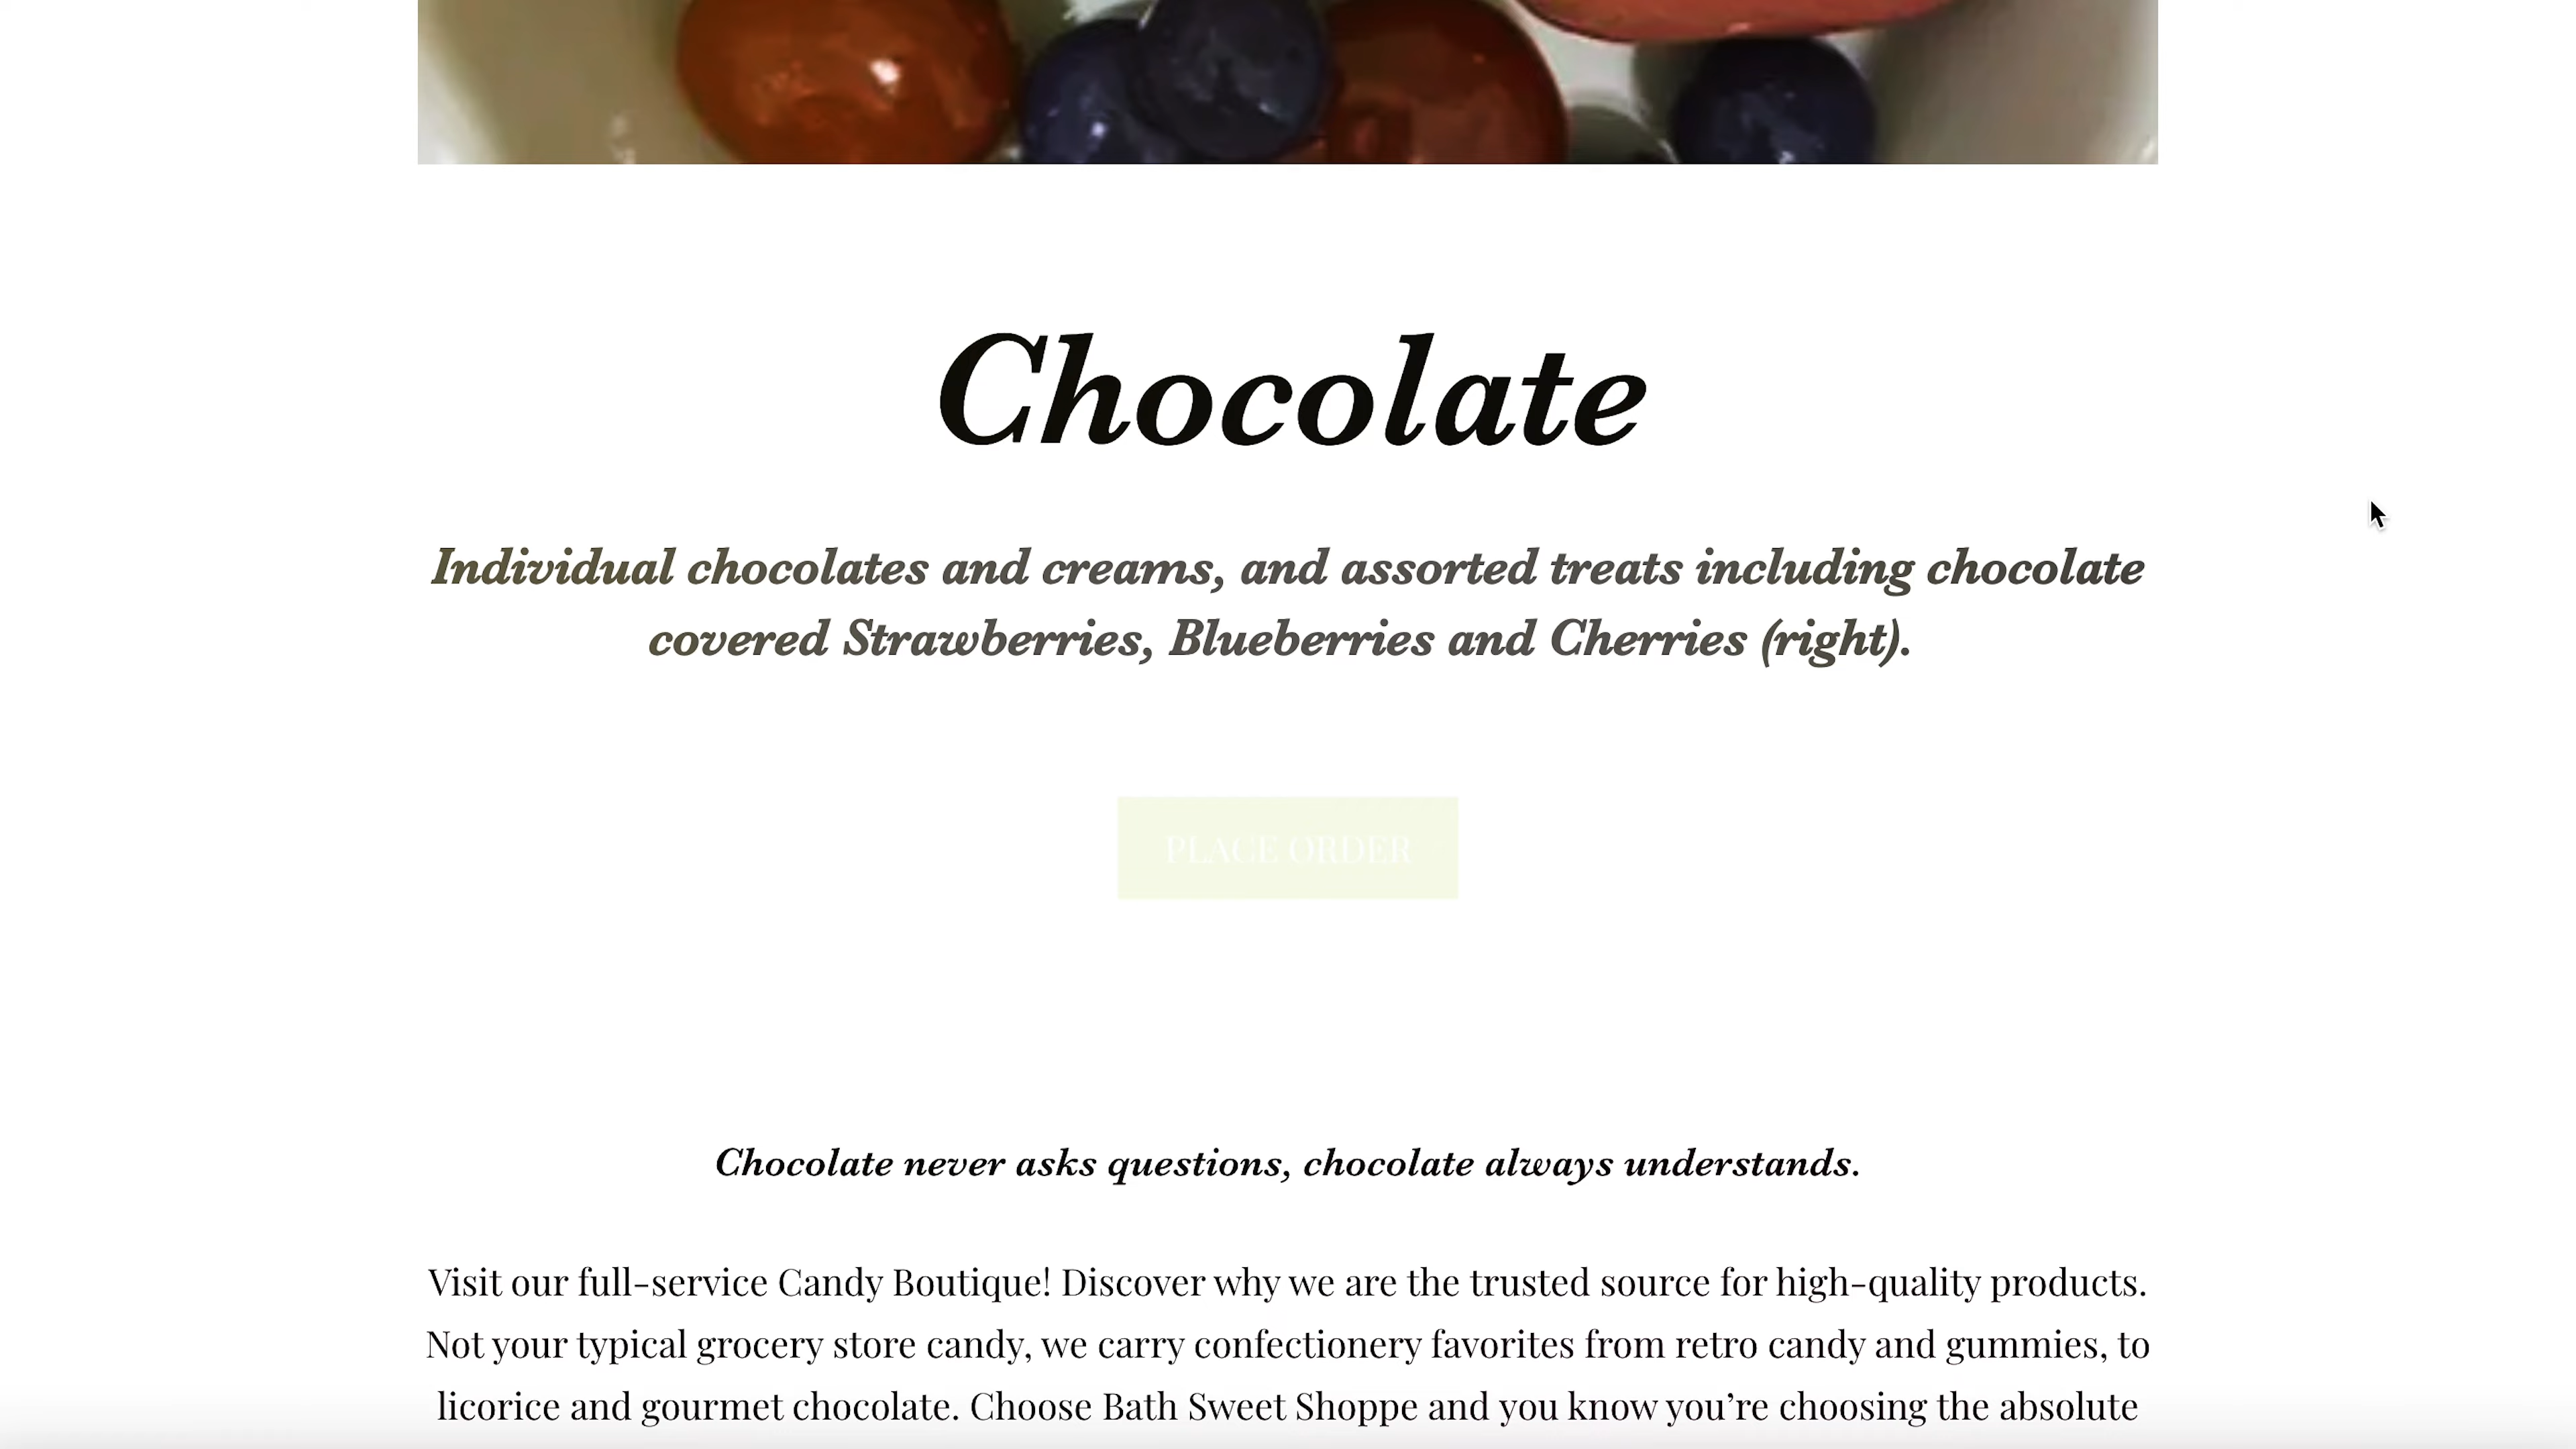 Chocolate
Individual chocolates and creams, and assorted treats including chocolate
covered Strawberries, Blueberries and Cherries (right).
PLACE ORDER
Chocolate never asks questions, chocolate always understands.
Visit our full-service Candy Boutique! Discover why we are the trusted source for high-quality products.
Not your typical grocery store candy, we carry confectionery favorites from retro candy and gummies, to
licorice and gourmet chocolate. Choose Bath Sweet Shoppe and you know you’re choosing the absolute